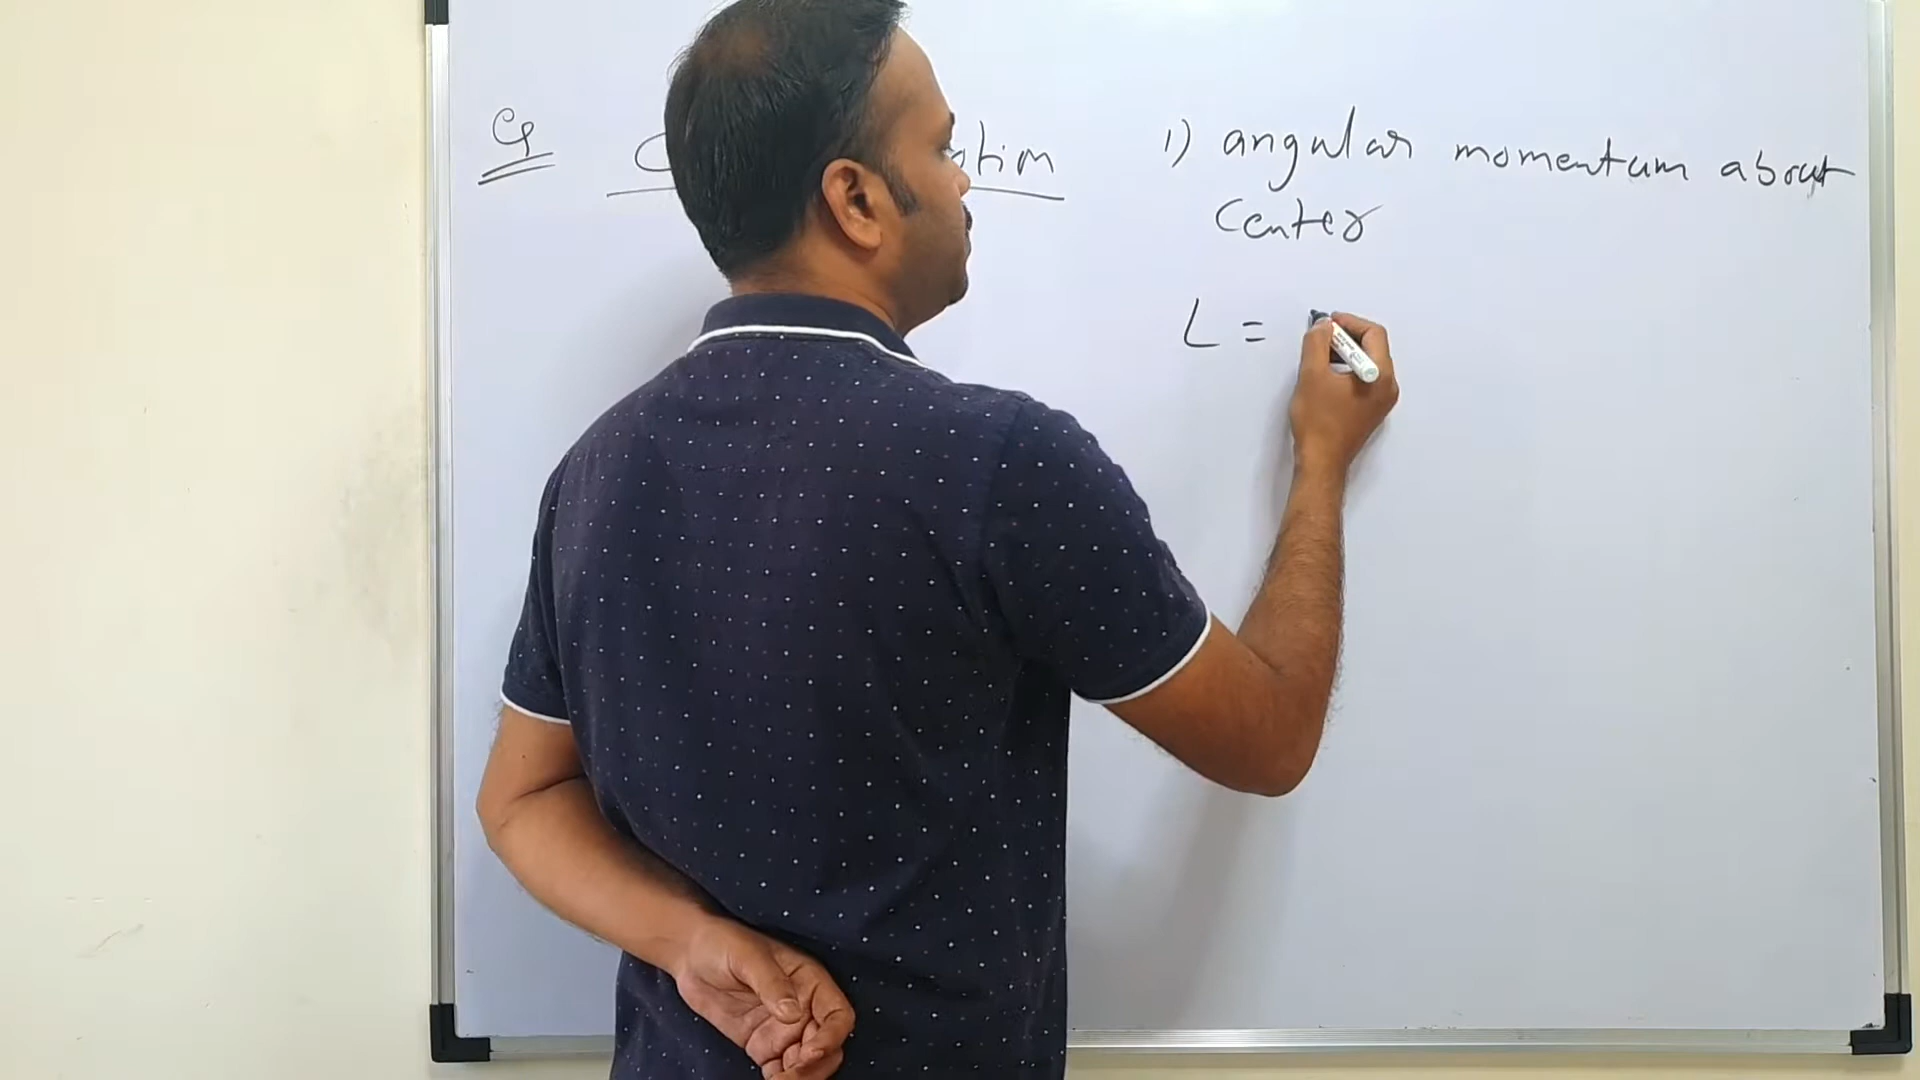 Q
1) angular momentum about
center
L =